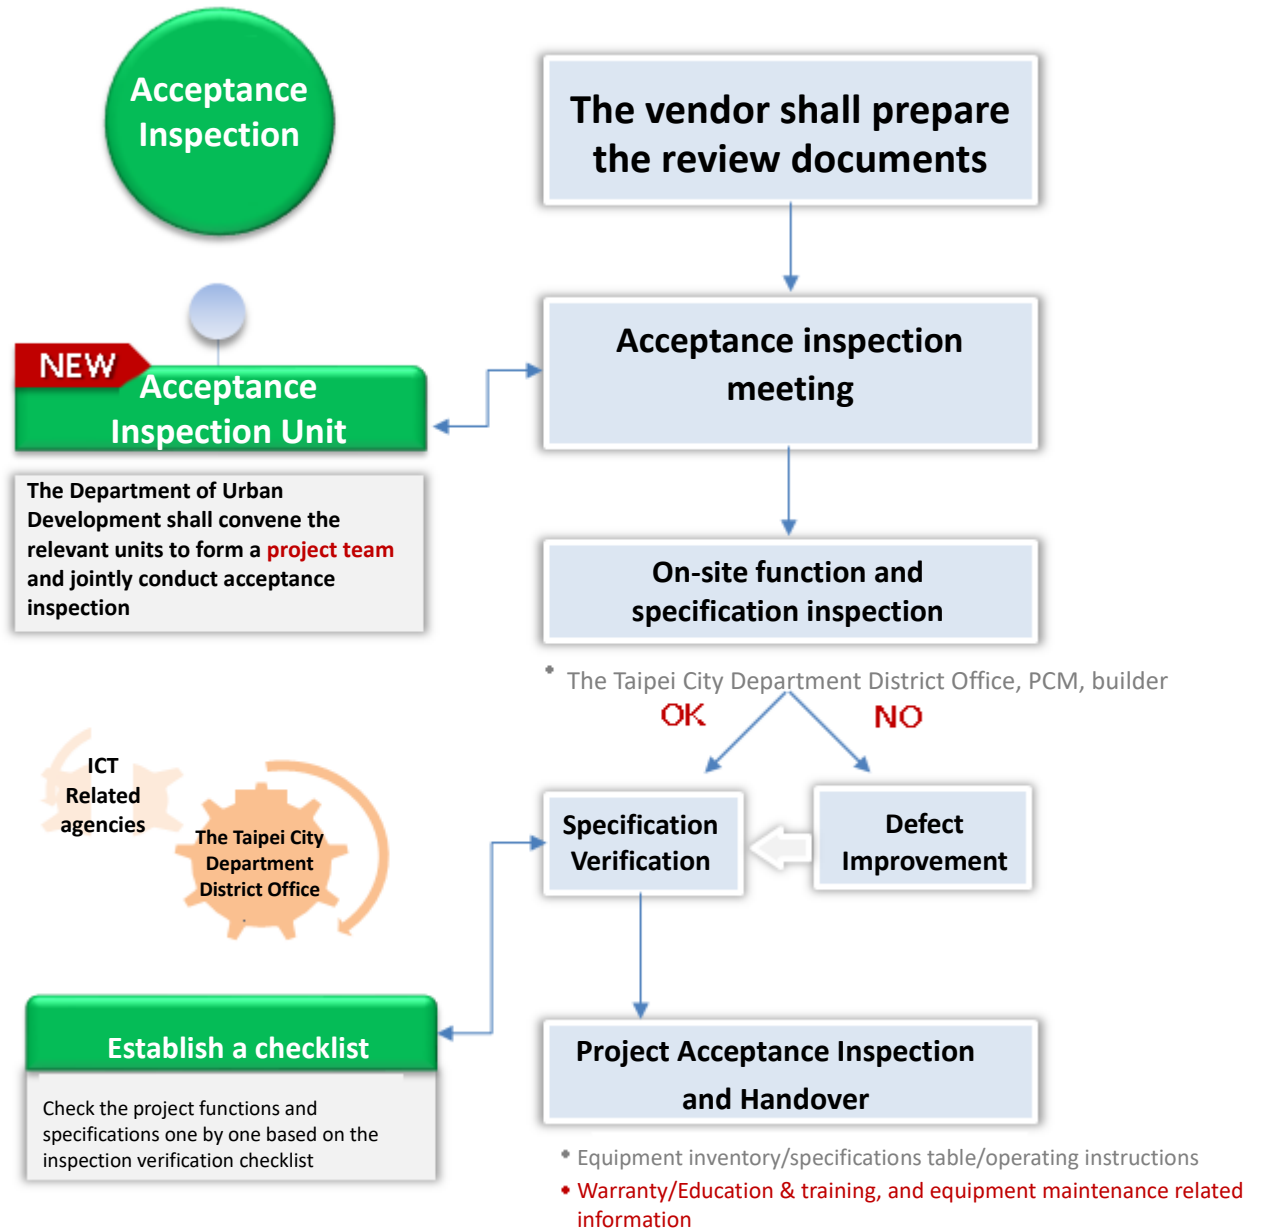 Acceptance
Inspection
The vendor shall prepare
the review documents
NEW
Acceptance
Inspection Unit
Acceptance inspection
meeting
The Department of Urban
Development shall convene the
relevant units to form a project team
and jointly conduct acceptance
inspection
On-site function and
specification inspection
The Taipei City Department District Office, PCM, builder
OK
NO
ICT
Related
agencies
The Taipei City
Department
District Office
Specification
Verification
Defect
Improvement
Establish a checklist
Check the project functions and
specifications one by one based on the
inspection verification checklist
Project Acceptance Inspection
and Handover
Equipment inventory/specifications table/operating instructions
Warranty/Education & training, and equipment maintenance related
information